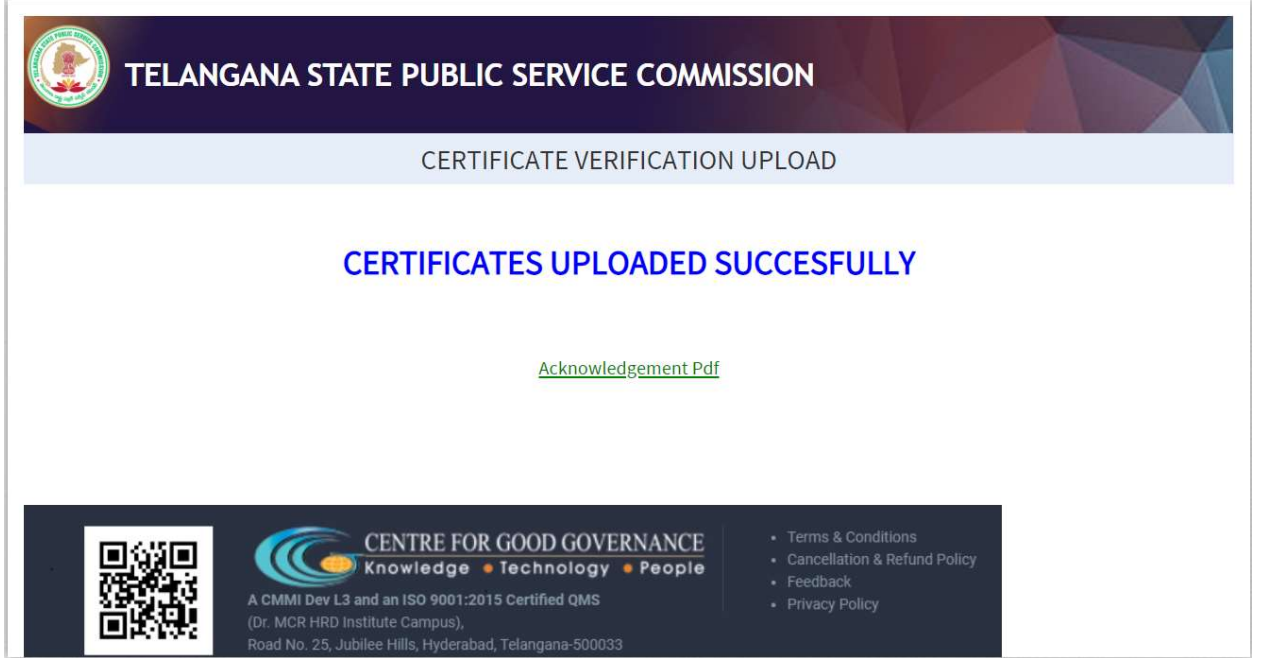 TELANGANA STATE PUBLIC SERVICE COMMISSION
CERTIFICATE VERIFICATION UPLOAD
CERTIFICATES UPLOADED SUCCESFULLY
Acknowledgement Pdf
CENTRE FOR GOOD GOVERNANCE
Knowledge • Technology • People
A CMMI Dev L3 and an ISO 9001:2015 Certified QMS
(Dr. MCR HRD Institute Campus),
Road No. 25, Jubilee Hills, Hyderabad, Telangana-500033
• Terms & Conditions
• Cancellation & Refund Policy
• Feedback
• Privacy Policy